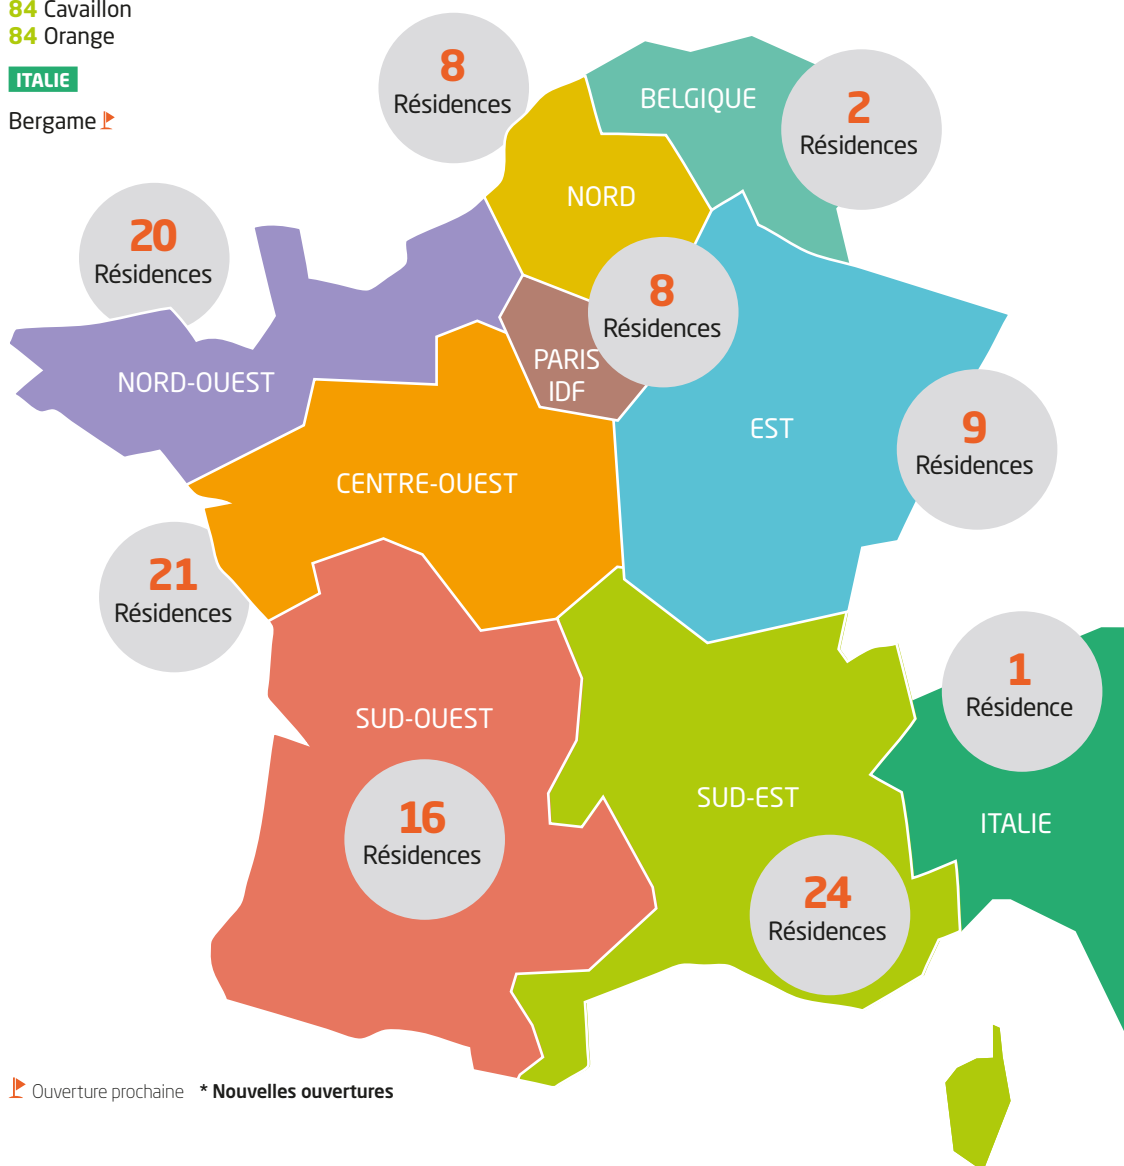 84 Cavaillon
84 Orange
ITALIE
Bergame
8
Résidences
BELGIQUE
2
Résidences
NORD
20
Résidences
8
Résidences
PARIS
IDF
NORD-OUEST
EST
9
Résidences
CENTRE-OUEST
21
Résidences
1
Résidence
SUD-OUEST
16
Résidences
SUD-EST
ITALIE
24
Résidences
Ouverture prochaine * Nouvelles ouvertures